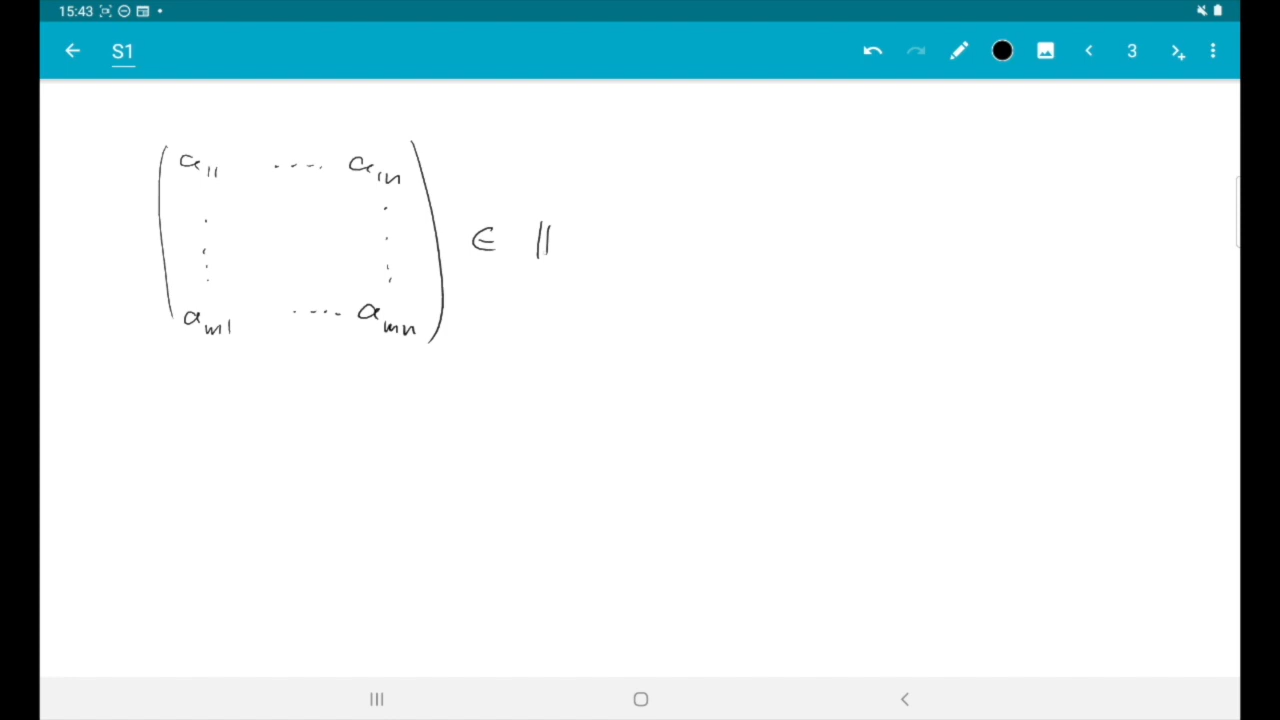 15:43
S1
3
a₁₁ .... a₁ₙ
aₘ₁ .... aₘₙ
∈ ||